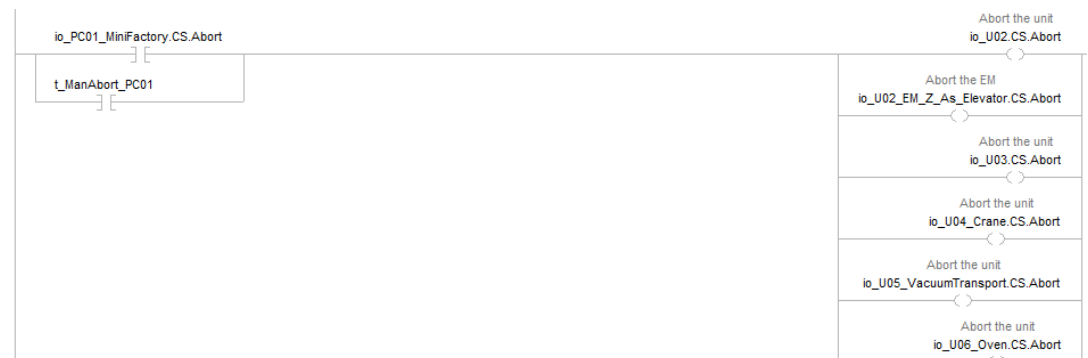 Abort the unit
io_PC01_MiniFactory.CS.Abort
io_U02.CS.Abort
t_ManAbort_PC01
Abort the EM
io_U02_EM_Z_As_Elevator.CS.Abort
Abort the unit
io_U03.CS.Abort
Abort the unit
io_U04_Crane.CS.Abort
Abort the unit
io_U05_VacuumTransport.CS.Abort
Abort the unit
io_U06_Oven.CS.Abort